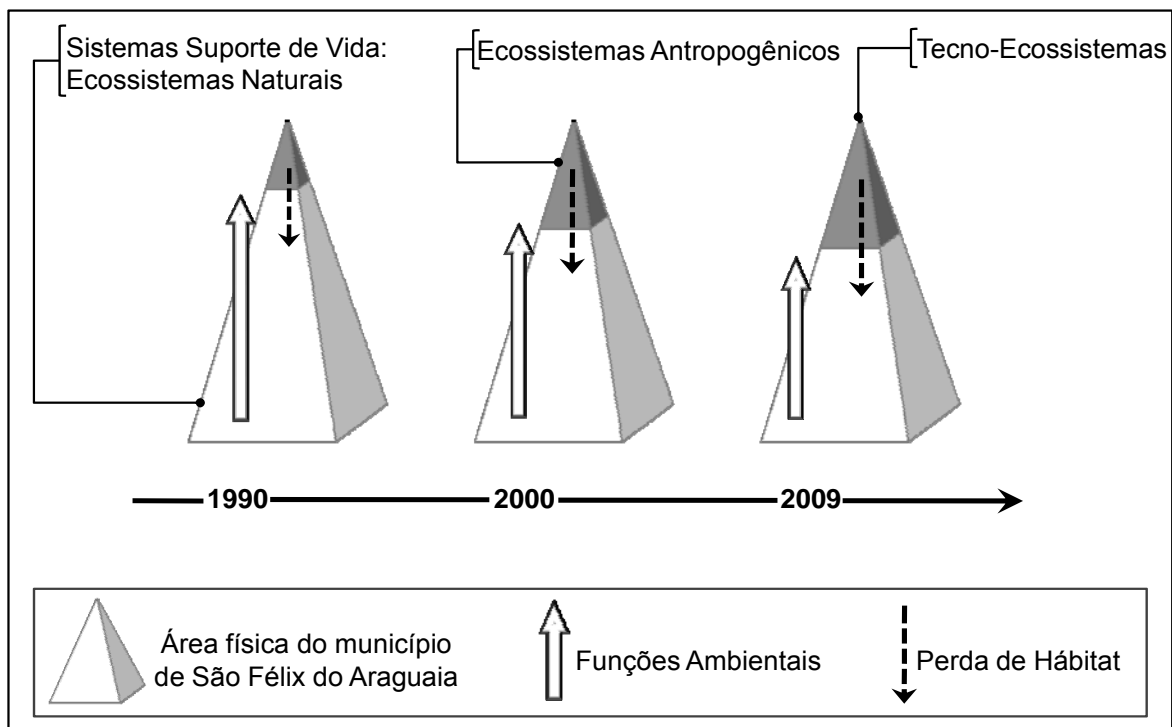 Sistemas Suporte de Vida:
Ecossistemas Naturais
Ecossistemas Antropogênicos
Tecno-Ecossistemas
1990
2000
2009
Área física do município
de São Félix do Araguaia
Funções Ambientais
Perda de Hábitat